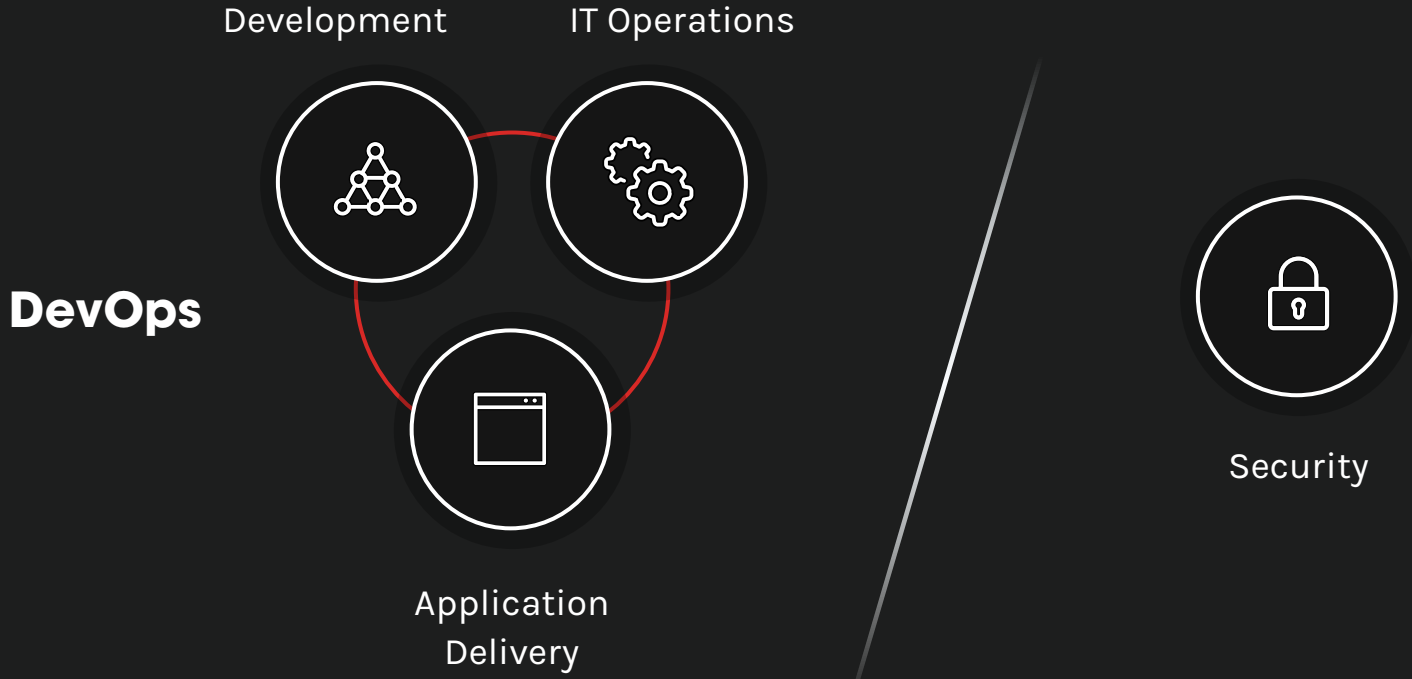 Development
IT Operations
DevOps
Security
Application
Delivery